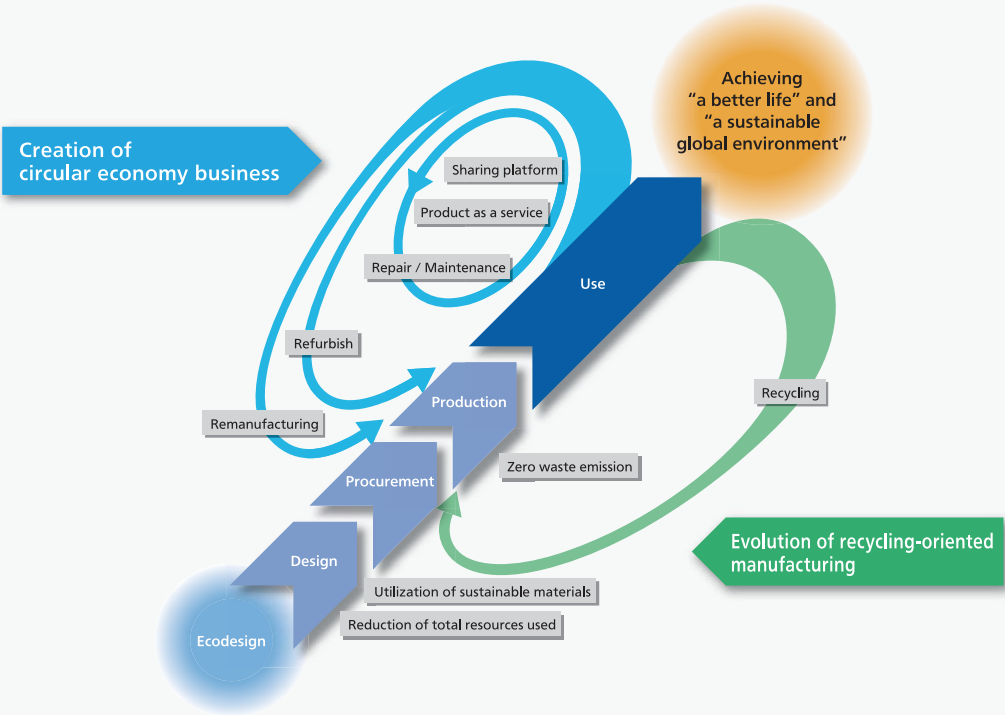 Achieving
“a better life” and
“a sustainable
global environment”
Creation of
circular economy business
Sharing platform
Product as a service
Repair / Maintenance
Use
Refurbish
Remanufacturing
Production
Recycling
Zero waste emission
Procurement
Evolution of recycling-oriented
manufacturing
Design
Utilization of sustainable materials
Reduction of total resources used
Ecodesign